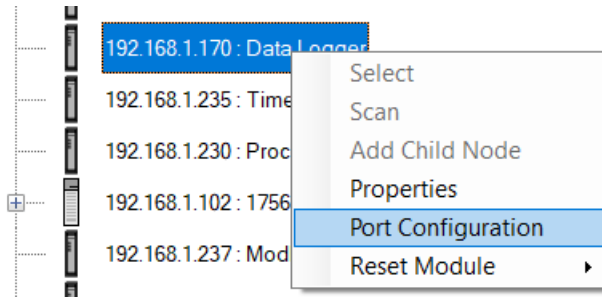 192.168.1.170 : Data Logger
192.168.1.235 : Time
192.168.1.230 : Proc
192.168.1.102 : 1756
192.168.1.237 : Mod
Select
Scan
Add Child Node
Properties
Port Configuration
Reset Module